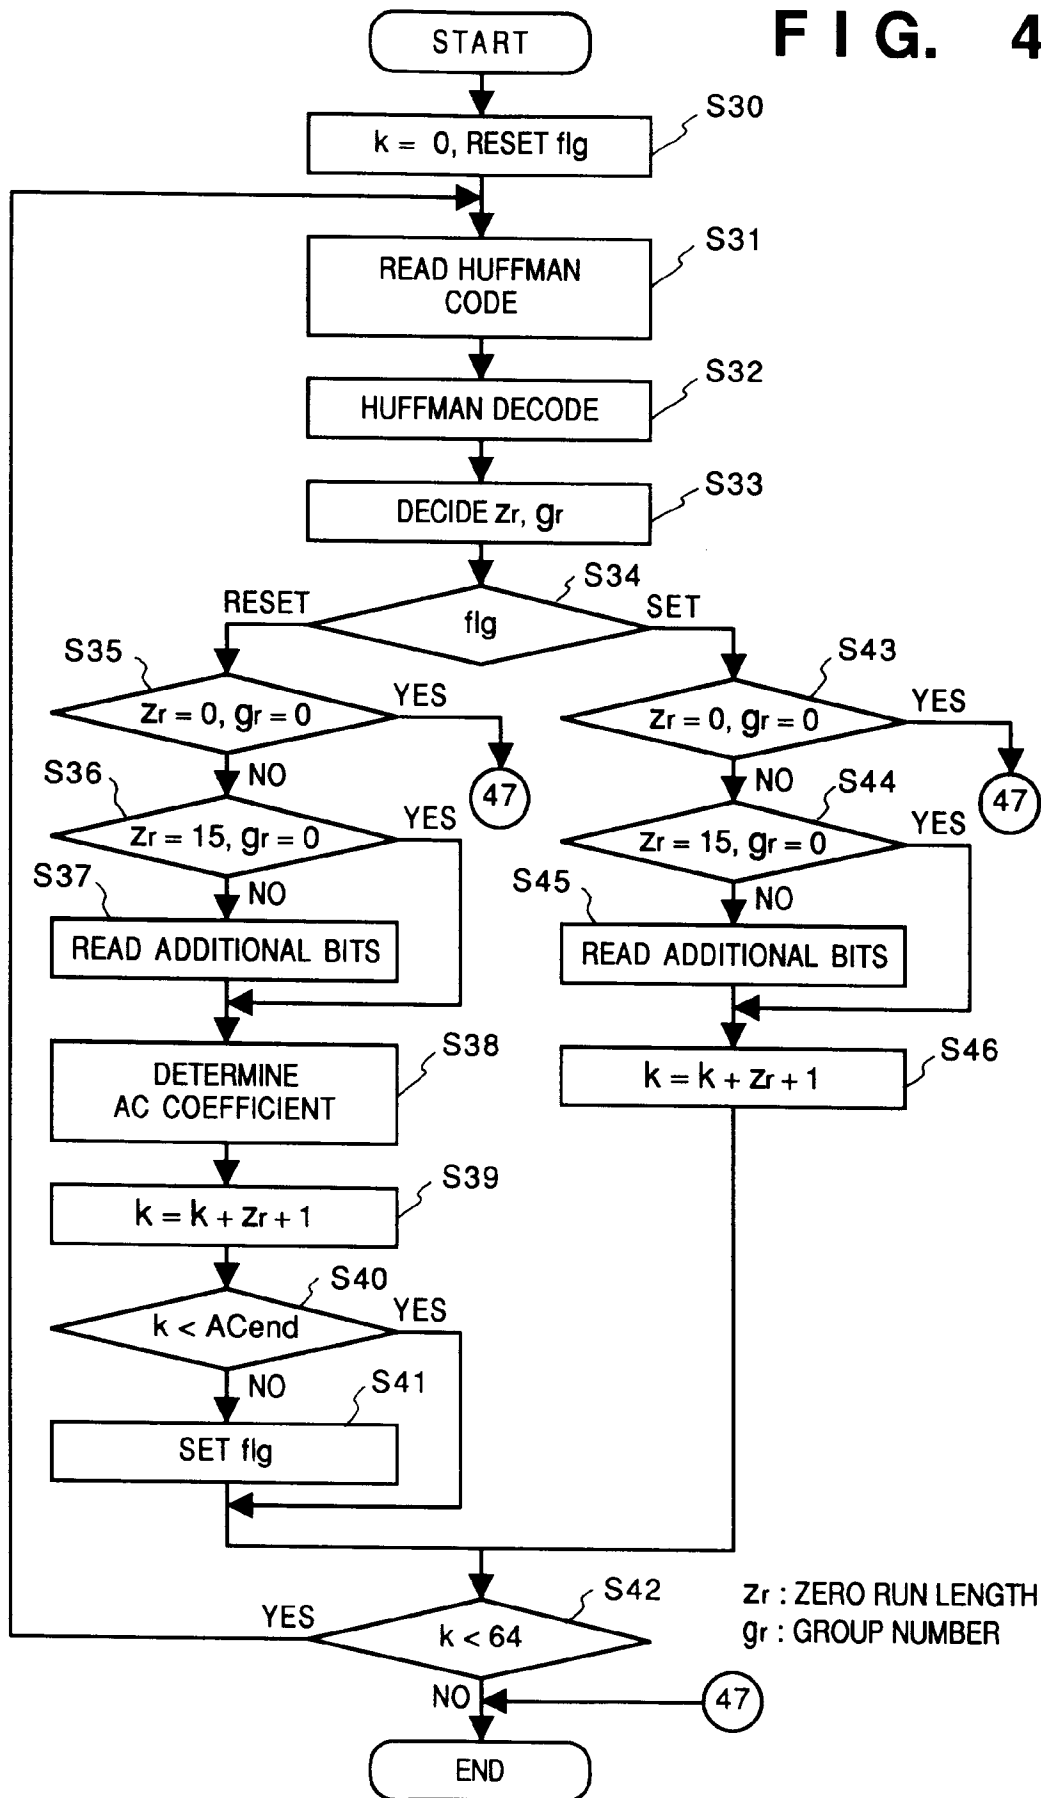 FIG. 4
START
S30
k = 0, RESET flg
S31
READ HUFFMAN
CODE
S32
HUFFMAN DECODE
S33
DECIDE zr, gr
S34
flg
RESET
SET
S35
zr = 0, gr = 0
YES
47
NO
S36
zr = 15, gr = 0
YES
NO
S37
READ ADDITIONAL BITS
S38
DETERMINE
AC COEFFICIENT
S39
k = k + zr + 1
S40
k < ACend
YES
NO
S41
SET flg
S43
zr = 0, gr = 0
YES
47
NO
S44
zr = 15, gr = 0
YES
NO
S45
READ ADDITIONAL BITS
S46
k = k + zr + 1
S42
k < 64
YES
NO
47
END
zr : ZERO RUN LENGTH
gr : GROUP NUMBER